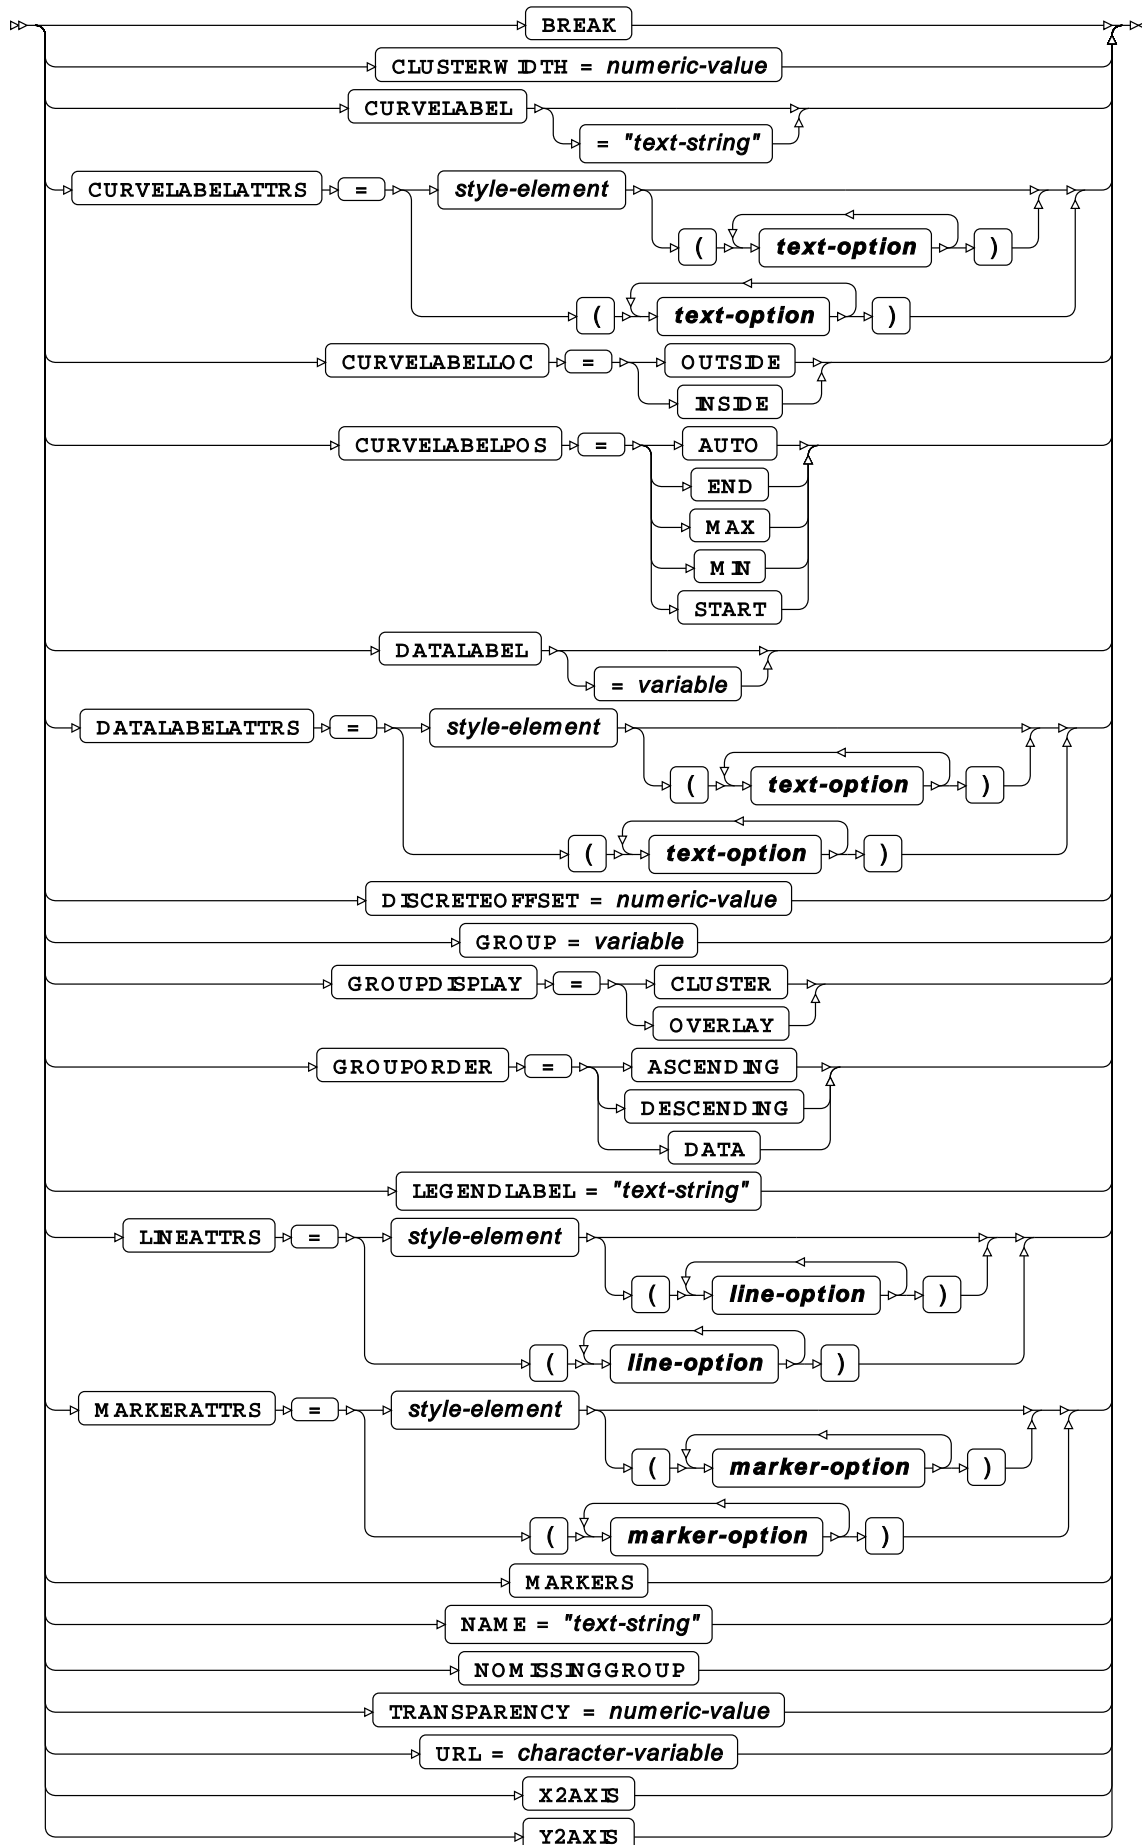 BREAK
CLUSTERWIDTH = numeric-value
CURVELABEL
= "text-string"
CURVELABELATTRS = style-element
( text-option )
( text-option )
CURVELABELLOC = OUTSIDE
INSIDE
CURVELABELPOS = AUTO
END
MAX
MIN
START
DATALABEL
= variable
DATALABELATTRS = style-element
( text-option )
( text-option )
DISCRETEOFFSET = numeric-value
GROUP = variable
GROUPDISPLAY = CLUSTER
OVERLAY
GROUPORDER = ASCENDING
DESCENDING
DATA
LEGENDLABEL = "text-string"
LINEATTRS = style-element
( line-option )
( line-option )
MARKERATTRS = style-element
( marker-option )
( marker-option )
MARKERS
NAME = "text-string"
NOMISSINGGROUP
TRANSPARENCY = numeric-value
URL = character-variable
X2AXIS
Y2AXIS